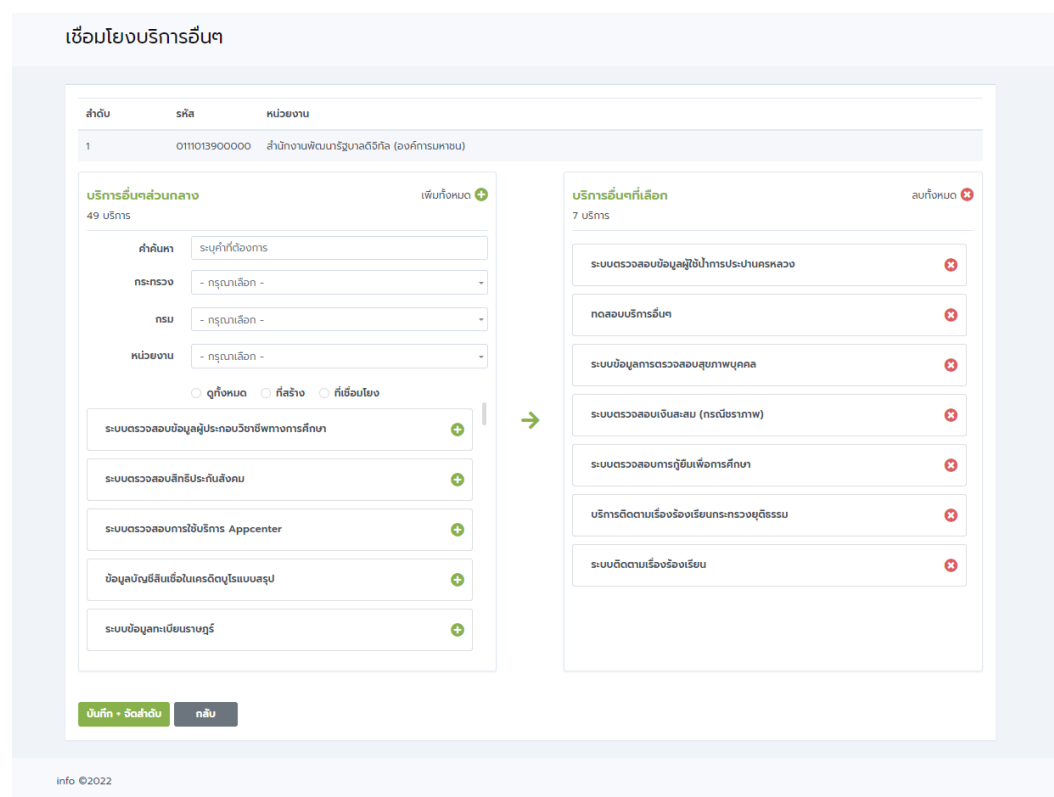 เชื่อมโยงบริการอื่นๆ
ลำดับ รหัส หน่วยงาน
1 0111013900000 สำนักงานพัฒนารัฐบาลดิจิทัล (องค์การมหาชน)
บริการอื่นๆส่วนกลาง เพิ่มทั้งหมด
49 บริการ
คำค้นหา ระบุคำที่ต้องการ
กระทรวง - กรุณาเลือก -
กรม - กรุณาเลือก -
หน่วยงาน - กรุณาเลือก -
ดูทั้งหมด ที่สร้าง ที่เชื่อมโยง
ระบบตรวจสอบข้อมูลผู้ประกอบวิชาชีพทางการศึกษา
ระบบตรวจสอบสิทธิประกันสังคม
ระบบตรวจสอบการใช้บริการ Appcenter
ข้อมูลบัญชีสินเชื่อในเครดิตบูโรแบบสรุป
ระบบข้อมูลทะเบียนราษฎร์
บริการอื่นๆที่เลือก ลบทั้งหมด
7 บริการ
ระบบตรวจสอบข้อมูลผู้ใช้น้ำการประปานครหลวง
ทดสอบบริการอื่นๆ
ระบบข้อมูลการตรวจสอบสุขภาพบุคคล
ระบบตรวจสอบเงินสะสม (กรณีชราภาพ)
ระบบตรวจสอบการกู้ยืมเพื่อการศึกษา
บริการติดตามเรื่องร้องเรียนกระทรวงยุติธรรม
ระบบติดตามเรื่องร้องเรียน
บันทึก + จัดลำดับ กลับ
info ©2022